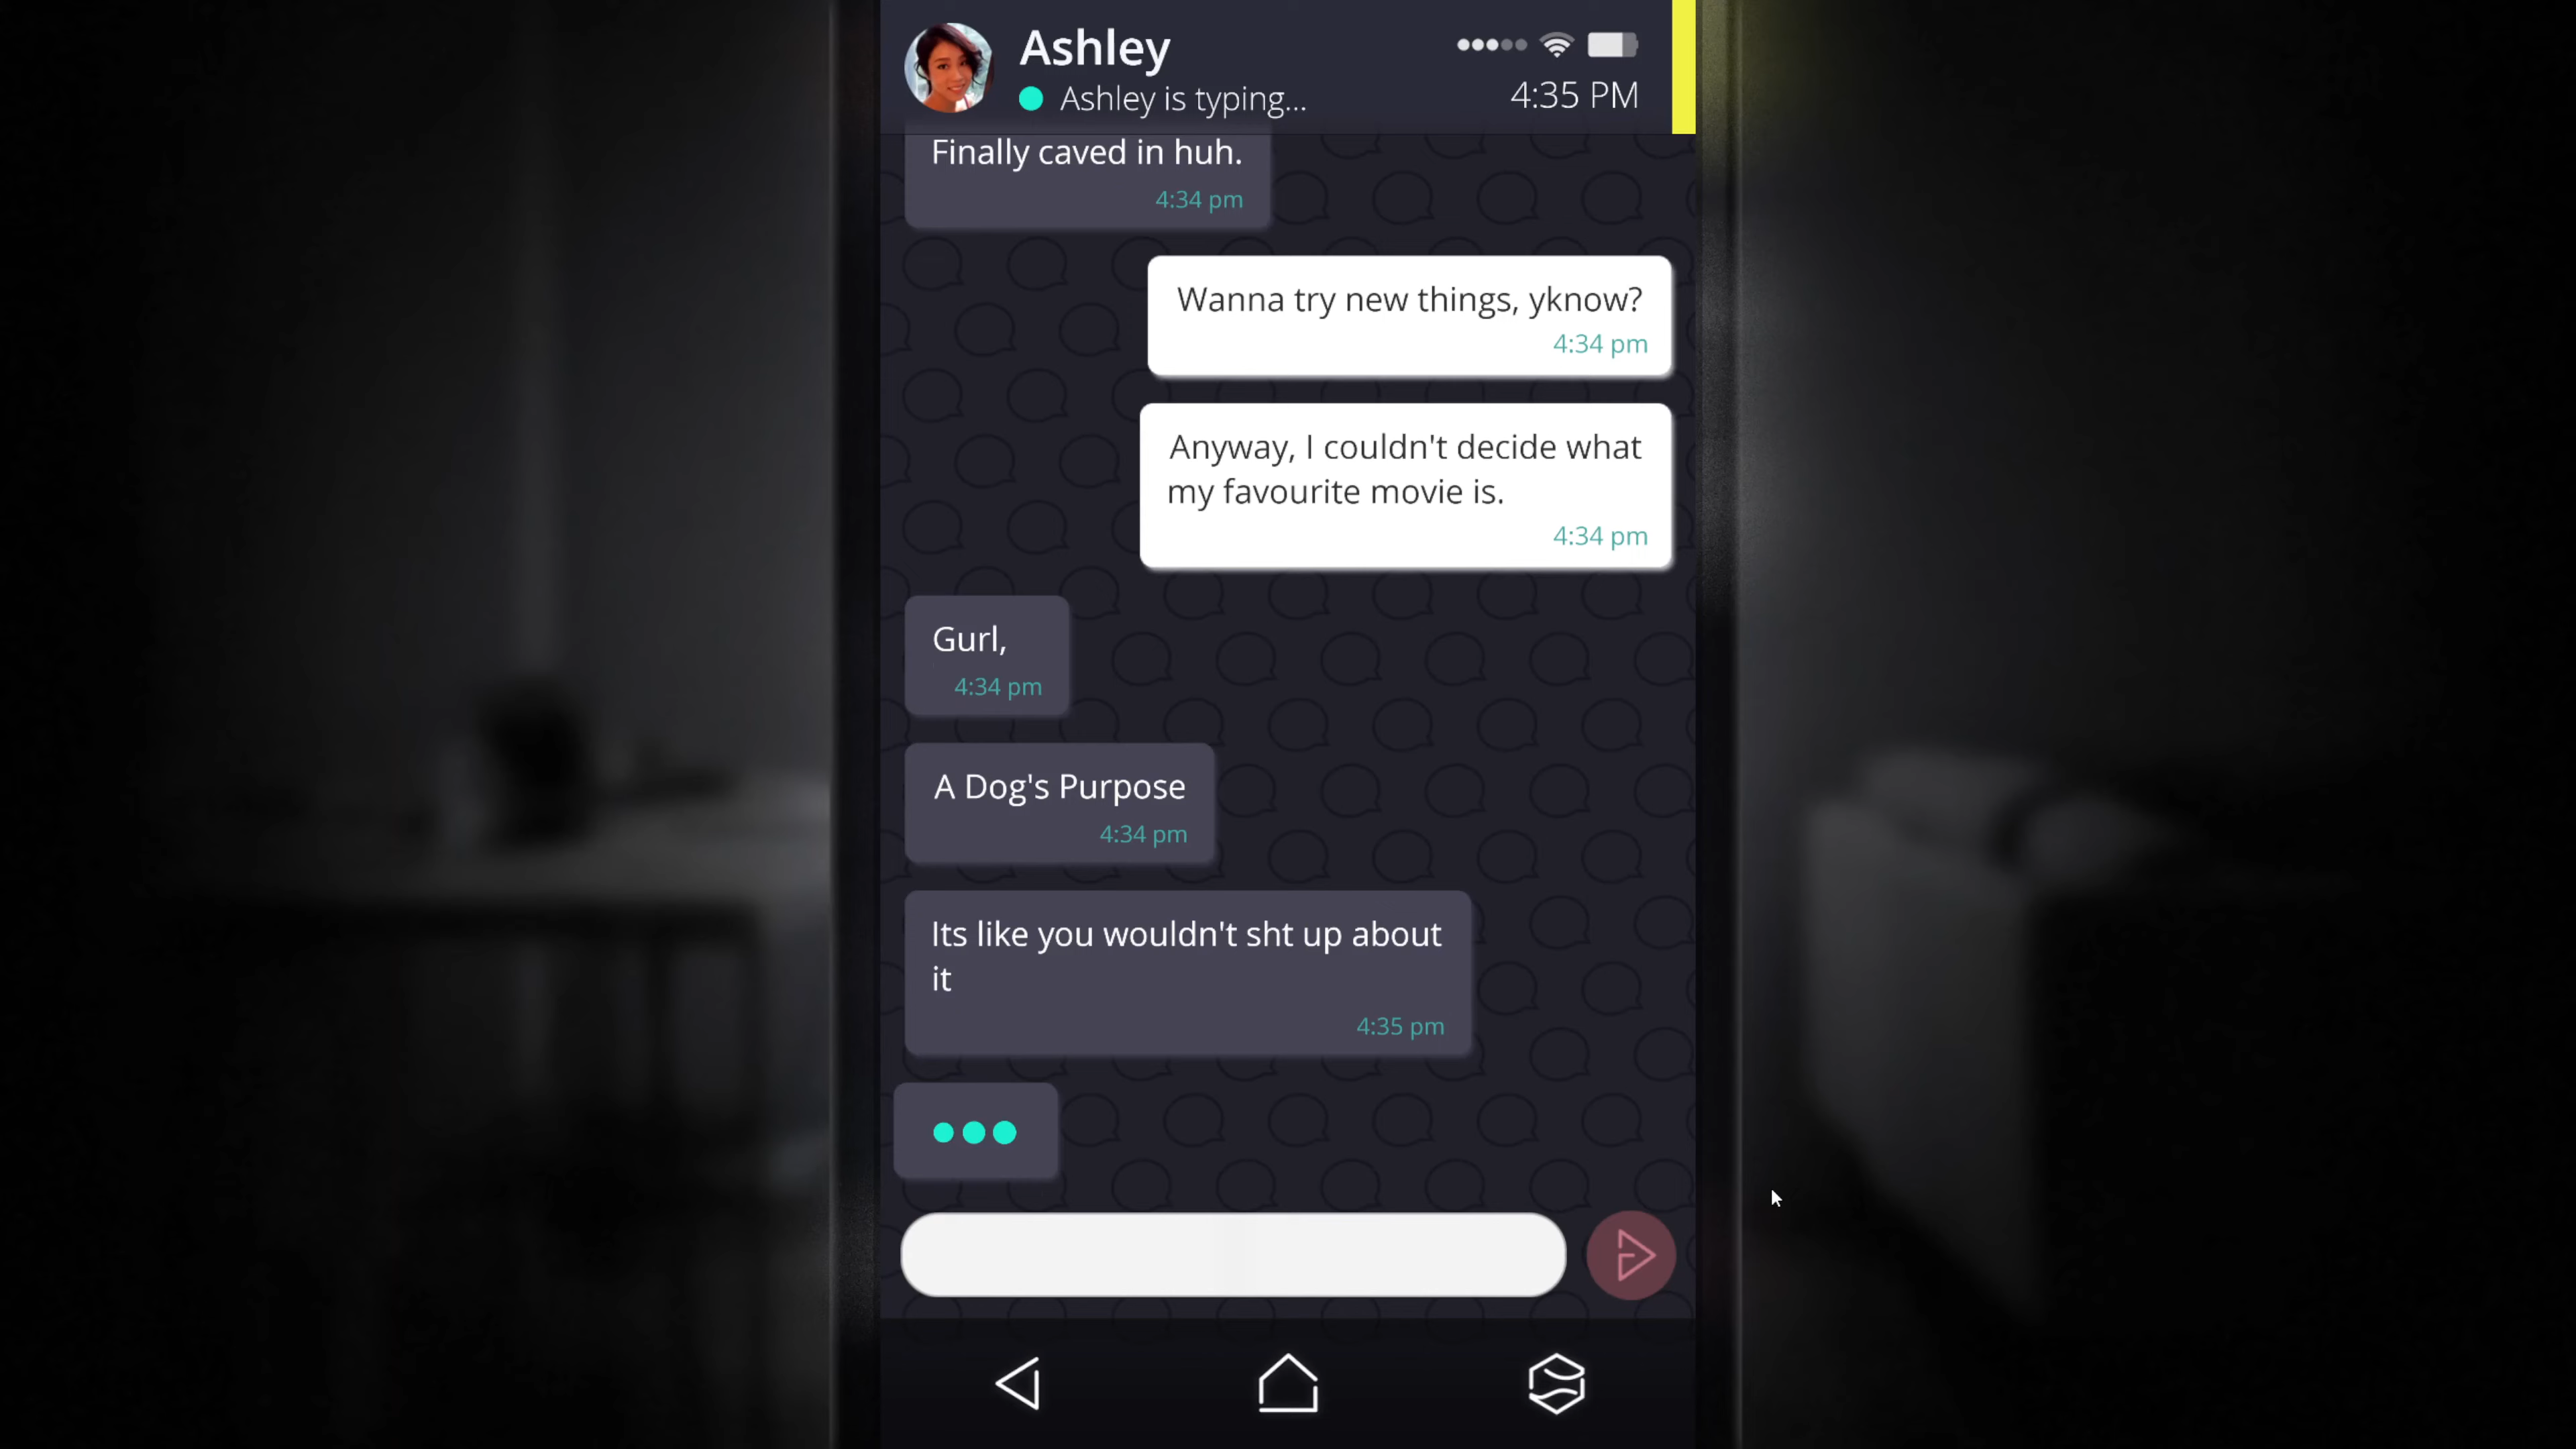 Ashley
Ashley is typing...
4:35 PM
Finally caved in huh.
4:34 pm
Wanna try new things, yknow?
4:34 pm
Anyway, I couldn't decide what
my favourite movie is.
4:34 pm
Gurl,
4:34 pm
A Dog's Purpose
4:34 pm
Its like you wouldn't sht up about
it
4:35 pm